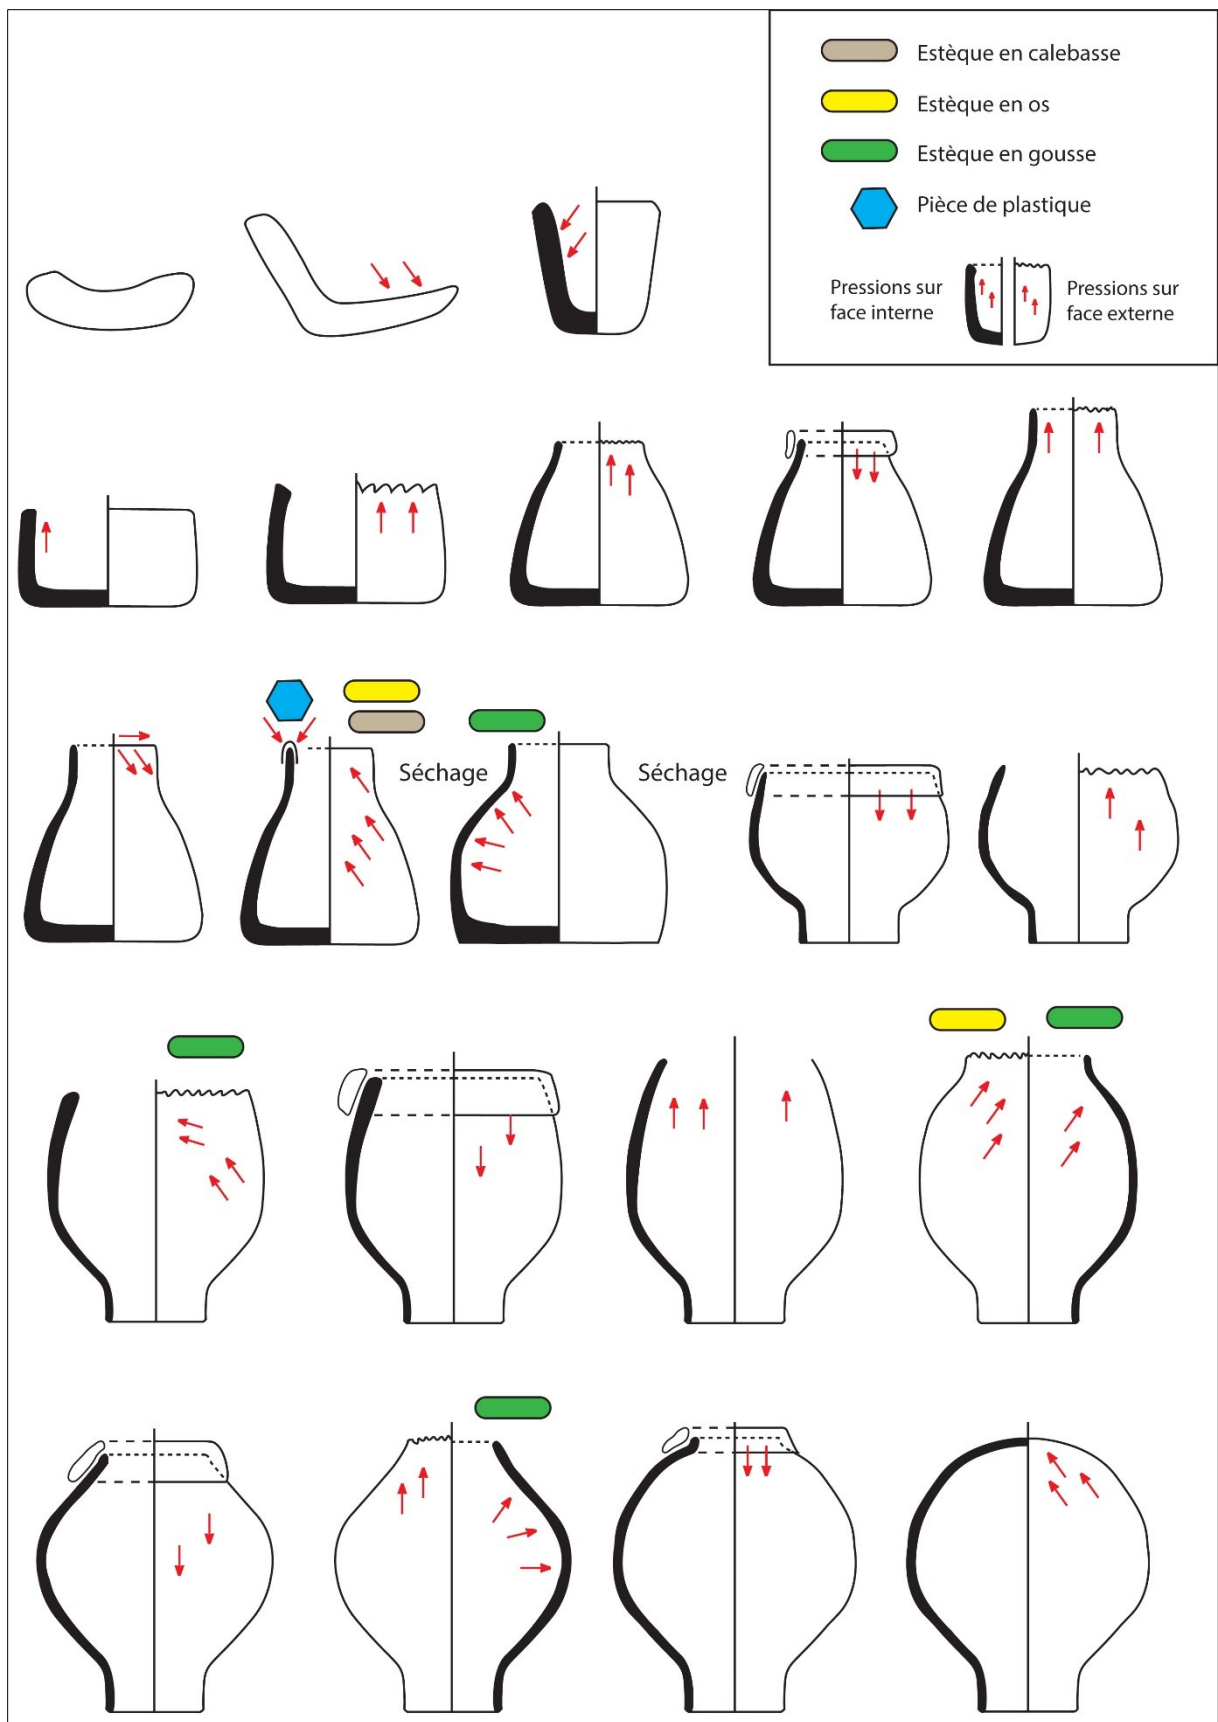 Estèque en calebasse
Estèque en os
Estèque en gousse
Pièce de plastique
Pressions sur
face interne
Pressions sur
face externe
Séchage
Séchage